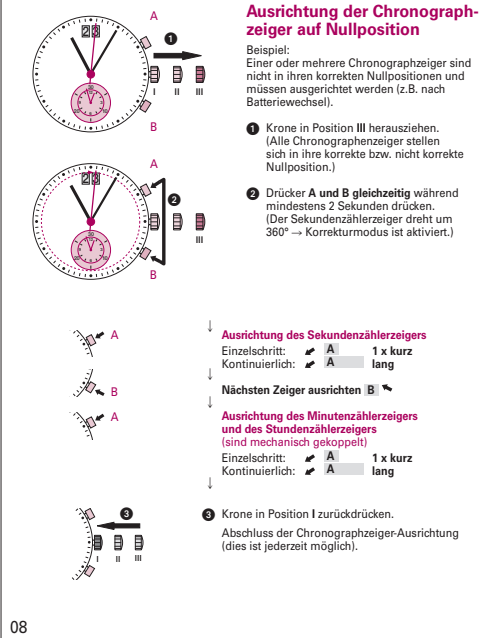 Ausrichtung der Chronograph-
zeiger auf Nullposition
Beispiel:
Einer oder mehrere Chronographzeiger sind
nicht in ihren korrekten Nullpositionen und
müssen ausgerichtet werden (z.B. nach
Batteriewechsel).
A
23
1
I II III
B
1 Krone in Position III herausziehen.
(Alle Chronographenzeiger stellen
sich in ihre korrekte bzw. nicht korrekte
Nullposition.)
A
23
2
III
B
2 Drücker A und B gleichzeitig während
mindestens 2 Sekunden drücken.
(Der Sekundenzählerzeiger dreht um
360° → Korrekturmodus ist aktiviert.)
A
↓ Ausrichtung des Sekundenzählerzeigers
Einzelschritt: A 1 x kurz
Kontinuierlich: A lang
↓
B
Nächsten Zeiger ausrichten B
↓
A
Ausrichtung des Minutenzählerzeigers
und des Stundenzählerzeigers
(sind mechanisch gekoppelt)
Einzelschritt: A 1 x kurz
Kontinuierlich: A lang
↓
3
I II III
3 Krone in Position I zurückdrücken.
Abschluss der Chronographzeiger-Ausrichtung
(dies ist jederzeit möglich).
08